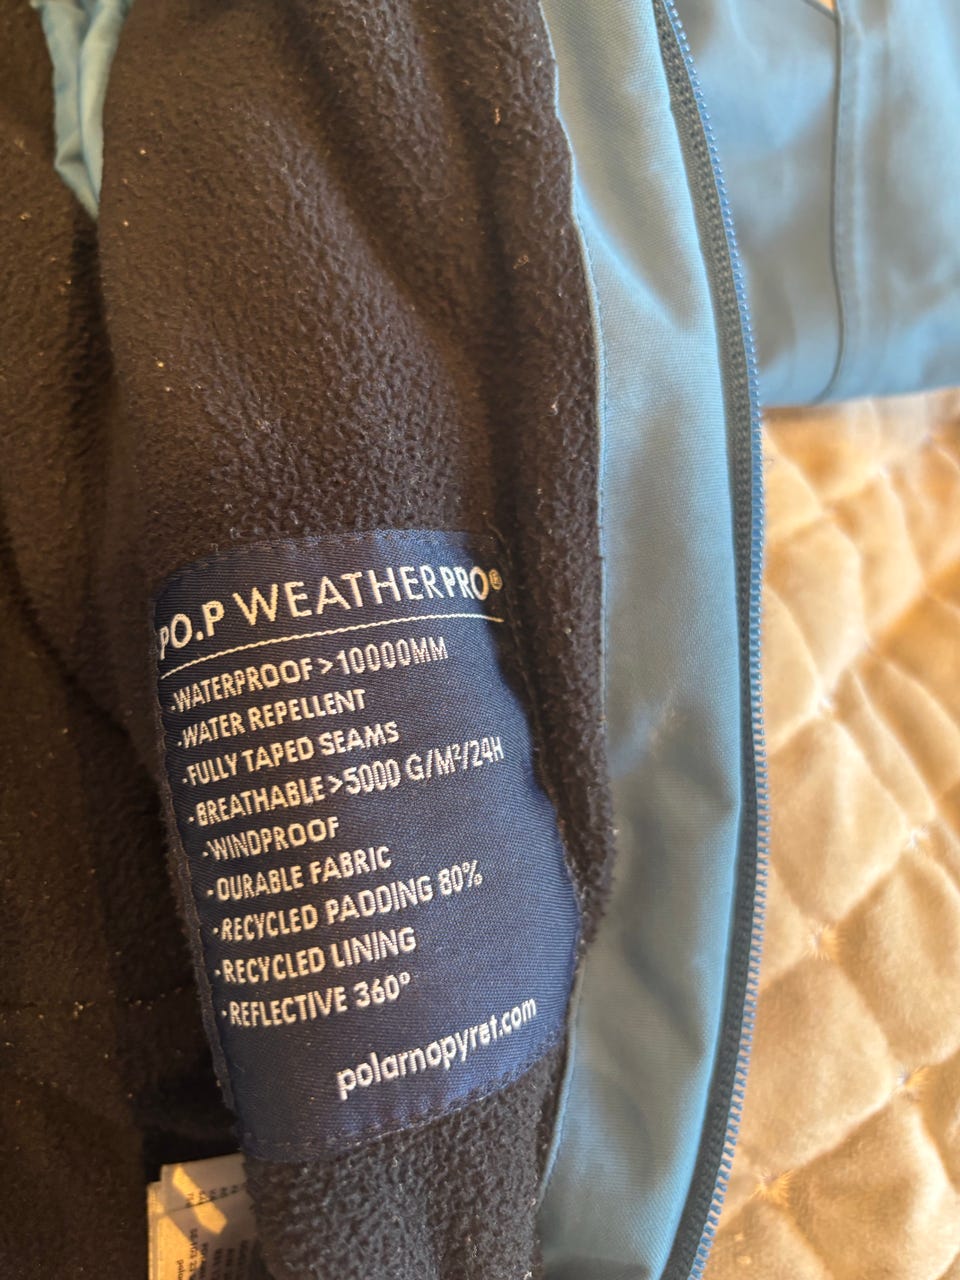 PO.P WEATHERPRO®
-WATERPROOF >10000MM
-WATER REPELLENT
-FULLY TAPED SEAMS
-BREATHABLE >5000 G/M²/24H
-WINDPROOF
-DURABLE FABRIC
-RECYCLED PADDING 80%
-RECYCLED LINING
-REFLECTIVE 360°
polarnopyret.com